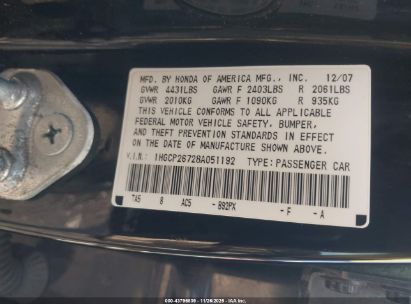 MFD. BY HONDA OF AMERICA MFG., INC. 12/07
GVWR 4431LBS GAWR F 2403LBS R 2061LBS
GVWR 2010KG GAWR F 1090KG R 935KG
THIS VEHICLE CONFORMS TO ALL APPLICABLE
FEDERAL MOTOR VEHICLE SAFETY, BUMPER,
AND THEFT PREVENTION STANDARDS IN EFFECT
ON THE DATE OF MANUFACTURE SHOWN ABOVE.
V.I.N.: 1HGCP26728A051192 TYPE:PASSENGER CAR
TA5 8 AC5 -B92PX -F -A